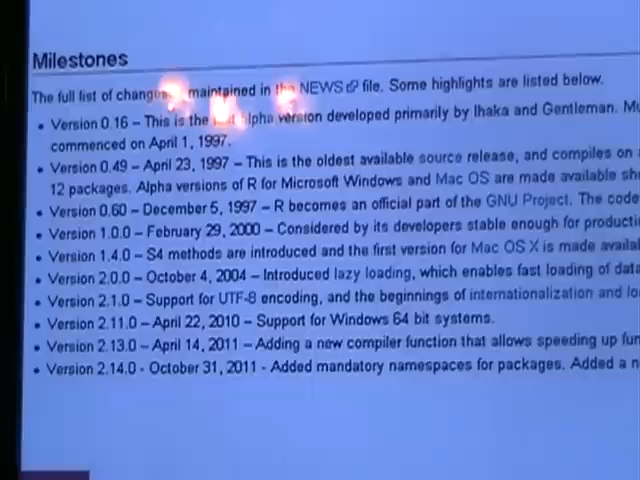 Milestones
The full list of changes maintained in the NEWS file. Some highlights are listed below.
• Version 0.16 – This is the alpha version developed primarily by Ihaka and Gentleman.
commenced on April 1, 1997.
• Version 0.49 – April 23, 1997 – This is the oldest available source release, and compiles on
12 packages. Alpha versions of R for Microsoft Windows and Mac OS are made available
• Version 0.60 – December 5, 1997 – R becomes an official part of the GNU Project. The code
• Version 1.0.0 – February 29, 2000 – Considered by its developers stable enough for
• Version 1.4.0 – S4 methods are introduced and the first version for Mac OS X is made
• Version 2.0.0 – October 4, 2004 – Introduced lazy loading, which enables fast loading of data
• Version 2.1.0 – Support for UTF-8 encoding, and the beginnings of internationalization and
• Version 2.11.0 – April 22, 2010 – Support for Windows 64 bit systems.
• Version 2.13.0 – April 14, 2011 – Adding a new compiler function that allows speeding up
• Version 2.14.0 - October 31, 2011 - Added mandatory namespaces for packages. Added a